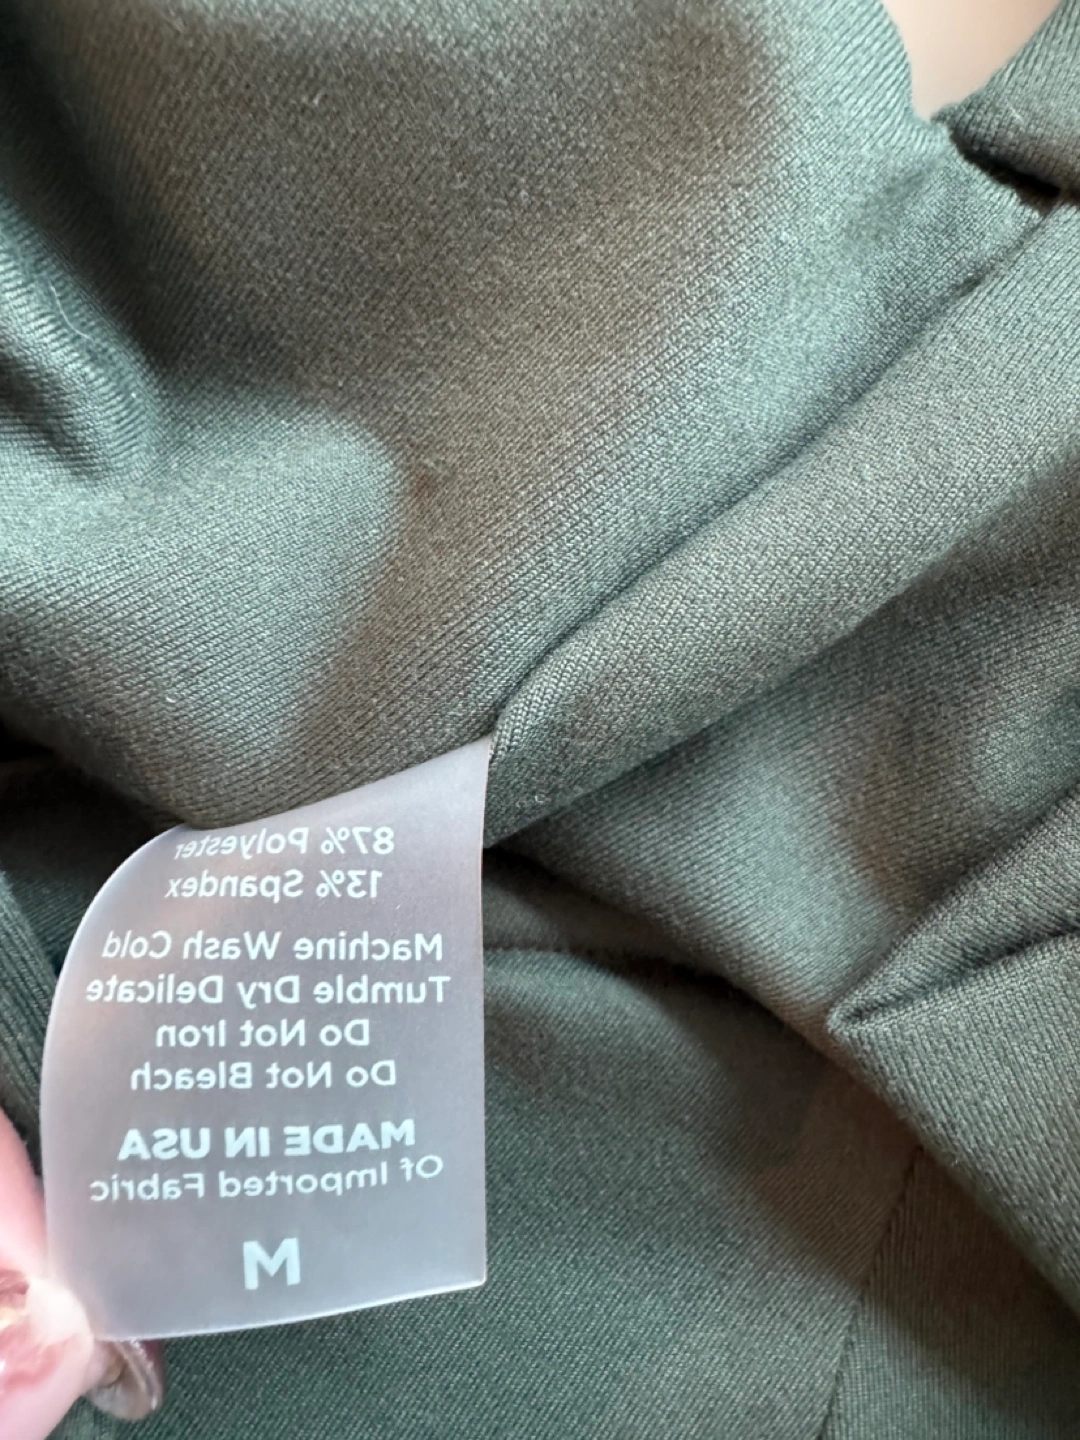 87% Polyester
13% Spandex
Machine Wash Cold
Tumble Dry Delicate
Do Not Iron
Do Not Bleach
MADE IN USA
Of Imported Fabric
M